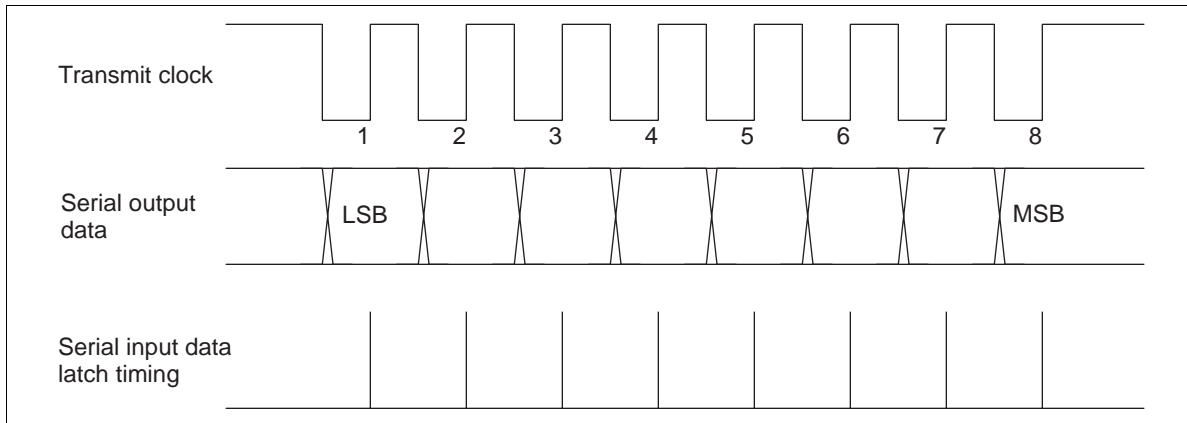 Transmit clock
1 2 3 4 5 6 7 8
Serial output
data
LSB
MSB
Serial input data
latch timing